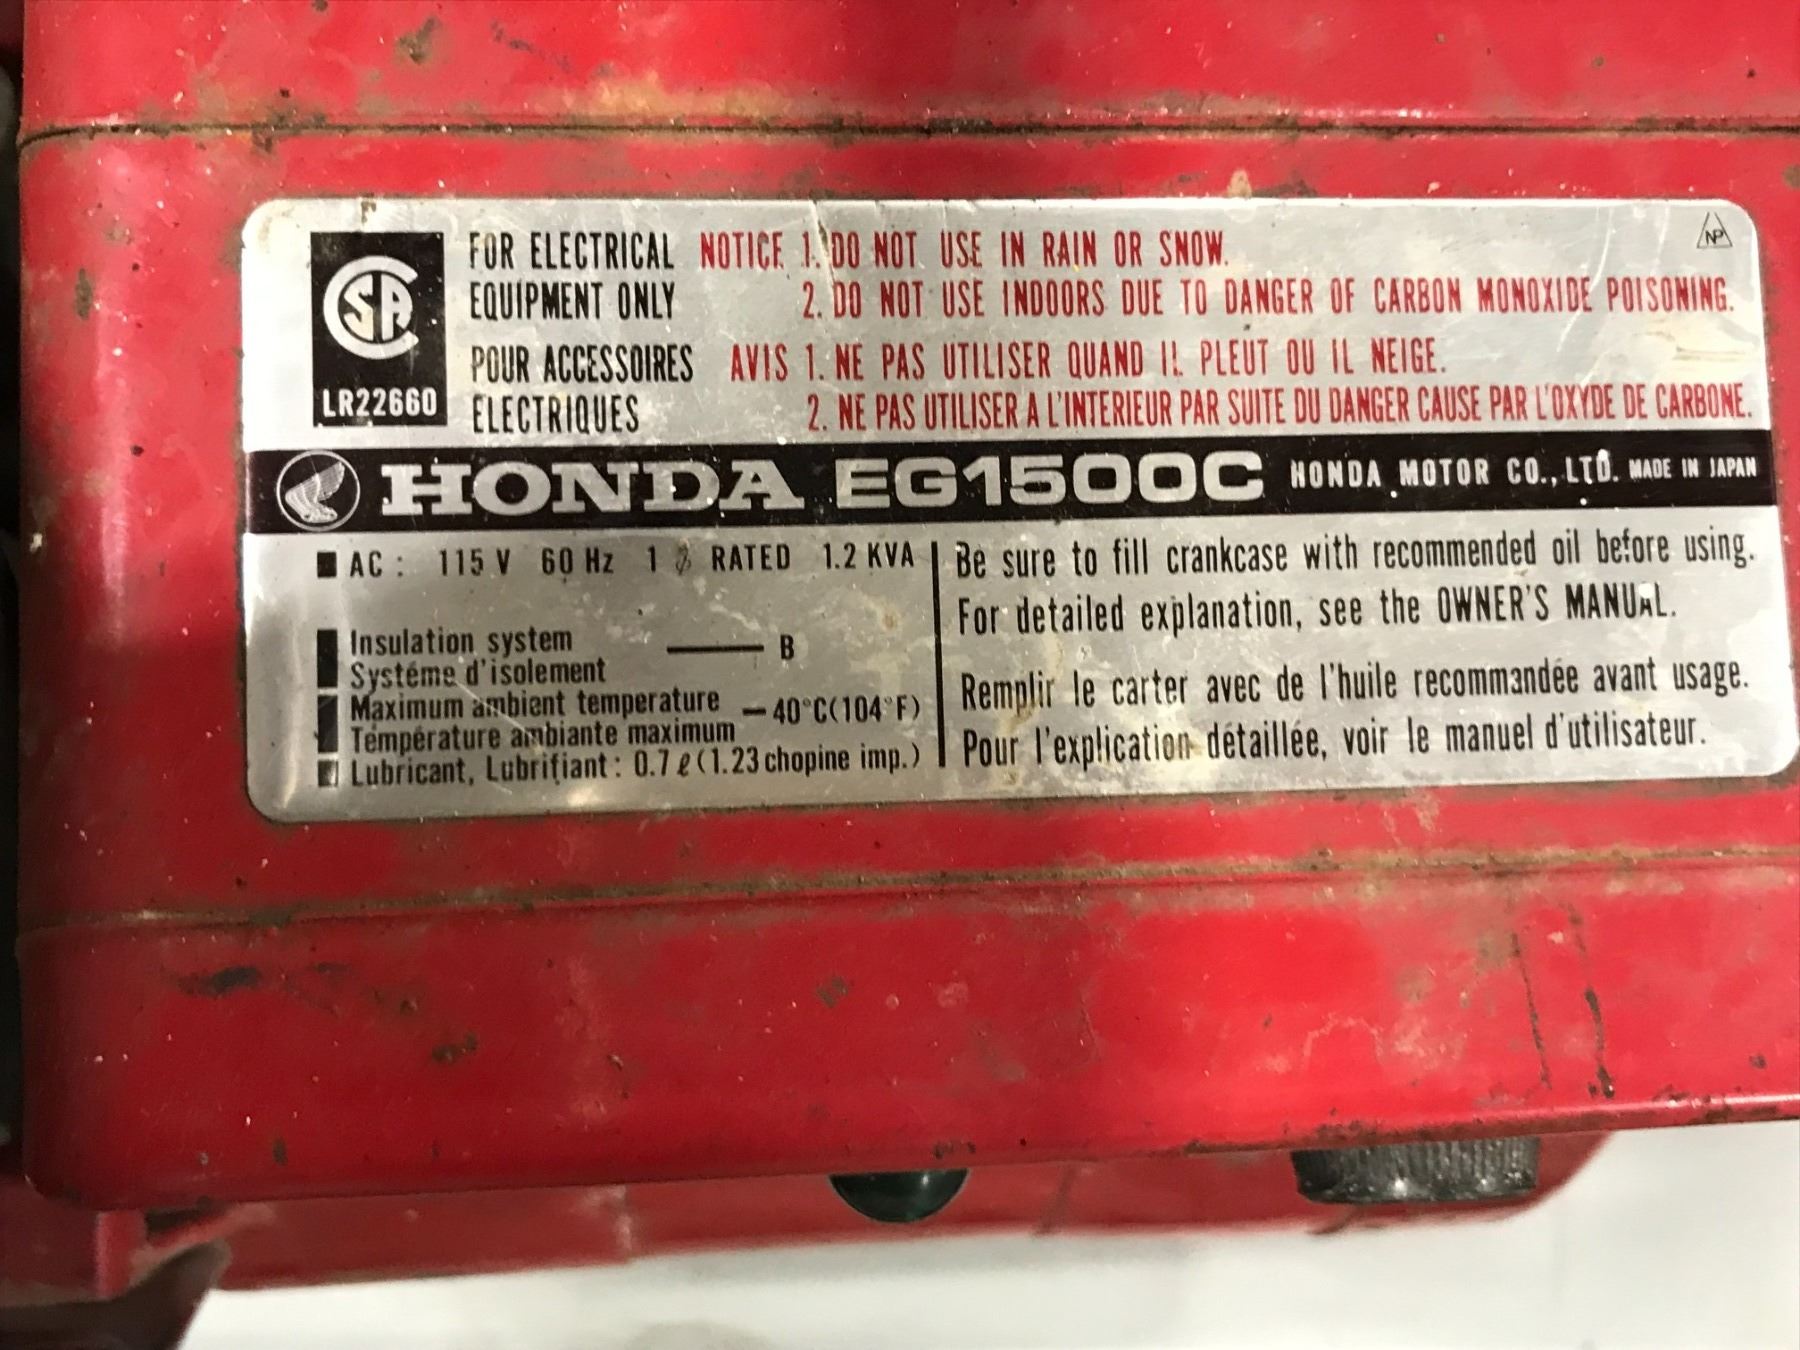 CSA
LR22660
FOR ELECTRICAL
EQUIPMENT ONLY
NOTICE 1. DO NOT USE IN RAIN OR SNOW.
2. DO NOT USE INDOORS DUE TO DANGER OF CARBON MONOXIDE POISONING.
NP
POUR ACCESSOIRES
ELECTRIQUES
AVIS 1. NE PAS UTILISER QUAND IL PLEUT OU IL NEIGE.
2. NE PAS UTILISER A L'INTERIEUR PAR SUITE DU DANGER CAUSE PAR L'OXYDE DE CARBONE.
HONDA EG1500C HONDA MOTOR CO., LTD. MADE IN JAPAN
■ AC: 115 V 60 Hz 1 ∅ RATED 1.2 KVA
Insulation system
Systéme d'isolement — B
Maximum ambient temperature
Température ambiante maximum — 40°C(104°F)
Lubricant, Lubrifiant: 0.7 ℓ (1.23 chopine imp.)
Be sure to fill crankcase with recommended oil before using.
For detailed explanation, see the OWNER'S MANUAL.
Remplir le carter avec de l'huile recommandée avant usage.
Pour l'explication détaillée, voir le manuel d'utilisateur.